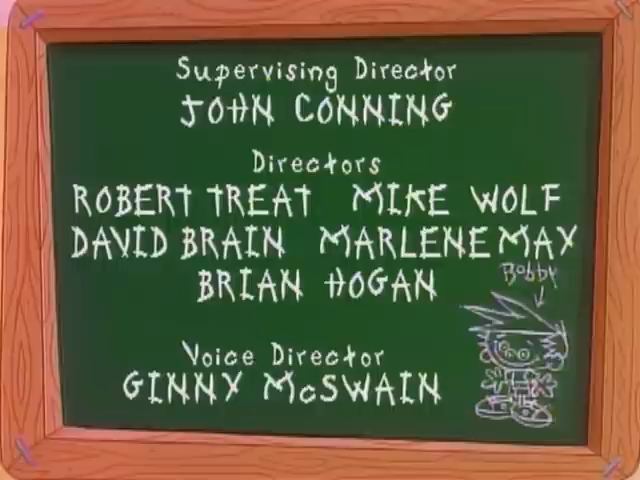 Supervising Director
JOHN CONNING
Directors
ROBERT TREAT MIKE WOLF
DAVID BRAIN MARLENE MAY
BRIAN HOGAN
Bobby
Voice Director
GINNY McSWAIN